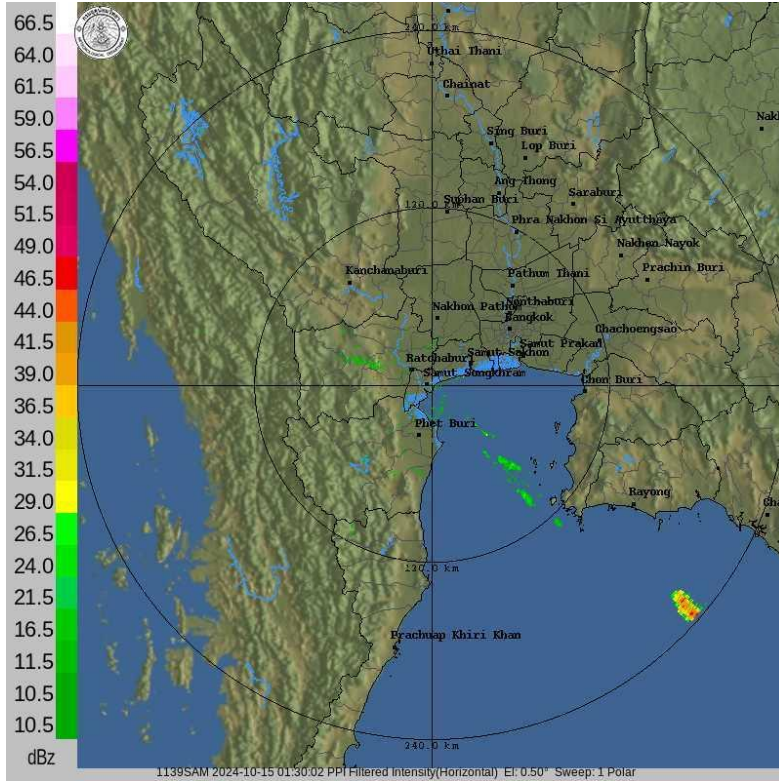 66.5
64.0
61.5
59.0
56.5
54.0
51.5
49.0
46.5
44.0
41.5
39.0
36.5
34.0
31.5
29.0
26.5
24.0
21.5
16.5
11.5
10.5
10.5
dBz
240.0 km
Uthai Thani
Chainat
Sing Buri
Lop Buri
Ang Thong
Suphan Buri
Saraburi
120.0 km
Phra Nakhon Si Ayutthaya
Nakhon Nayok
Kanchanaburi
Pathum Thani
Prachin Buri
Nakhon Pathom
Nonthaburi
Bangkok
Chachoengsao
Samut Prakan
Samut Sakhon
Ratchaburi
Samut Songkhram
Chon Buri
Phet Buri
Rayong
120.0 km
Prachuap Khiri Khan
240.0 km
1139SAM 2024-10-15 01:30:02 PPI Filtered Intensity(Horizontal) El: 0.50° Sweep: 1 Polar